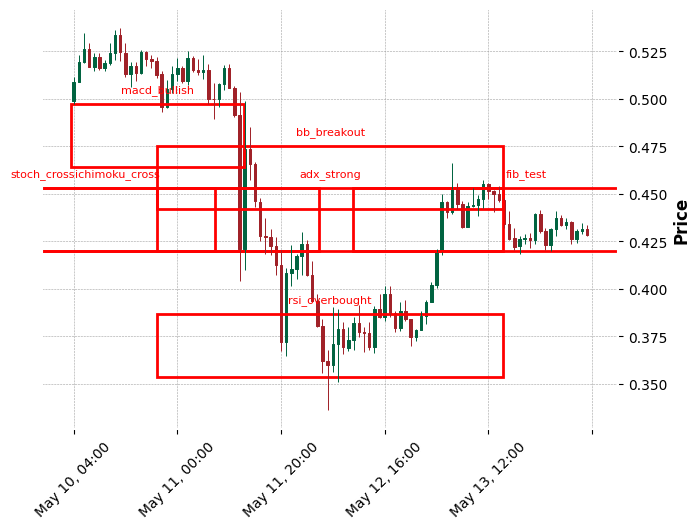 0.525
0.500
macd_bullish
0.475
bb_breakout
stoch_crossichimoku_cross
adx_strong
fib_test
0.450
0.425
0.400
rsi_overbought
0.375
0.350
Price
May 10, 04:00
May 11, 00:00
May 11, 20:00
May 12, 16:00
May 13, 12:00